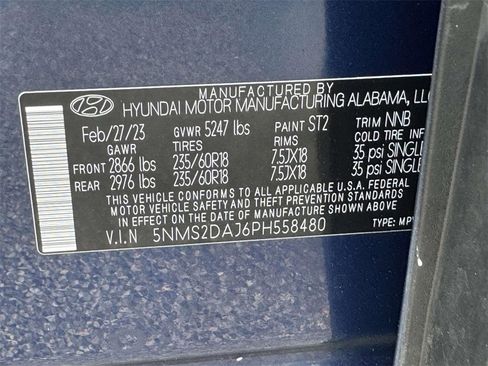 MANUFACTURED BY
HYUNDAI MOTOR MANUFACTURING ALABAMA, LLC
Feb/27/23 GVWR 5247 lbs PAINT ST2 TRIM NNB
GAWR TIRES RIMS COLD TIRE INF
FRONT 2866 lbs 235/60R18 7.5JX18 35 psi SINGL
REAR 2976 lbs 235/60R18 7.5JX18 35 psi SINGL
THIS VEHICLE CONFORMS TO ALL APPLICABLE U.S.A. FEDERAL
MOTOR VEHICLE SAFETY AND THEFT PREVENTION STANDARDS
IN EFFECT ON THE DATE OF MANUFACTURE SHOWN ABOVE.
V.I.N 5NMS2DAJ6PH558480 TYPE: MPV